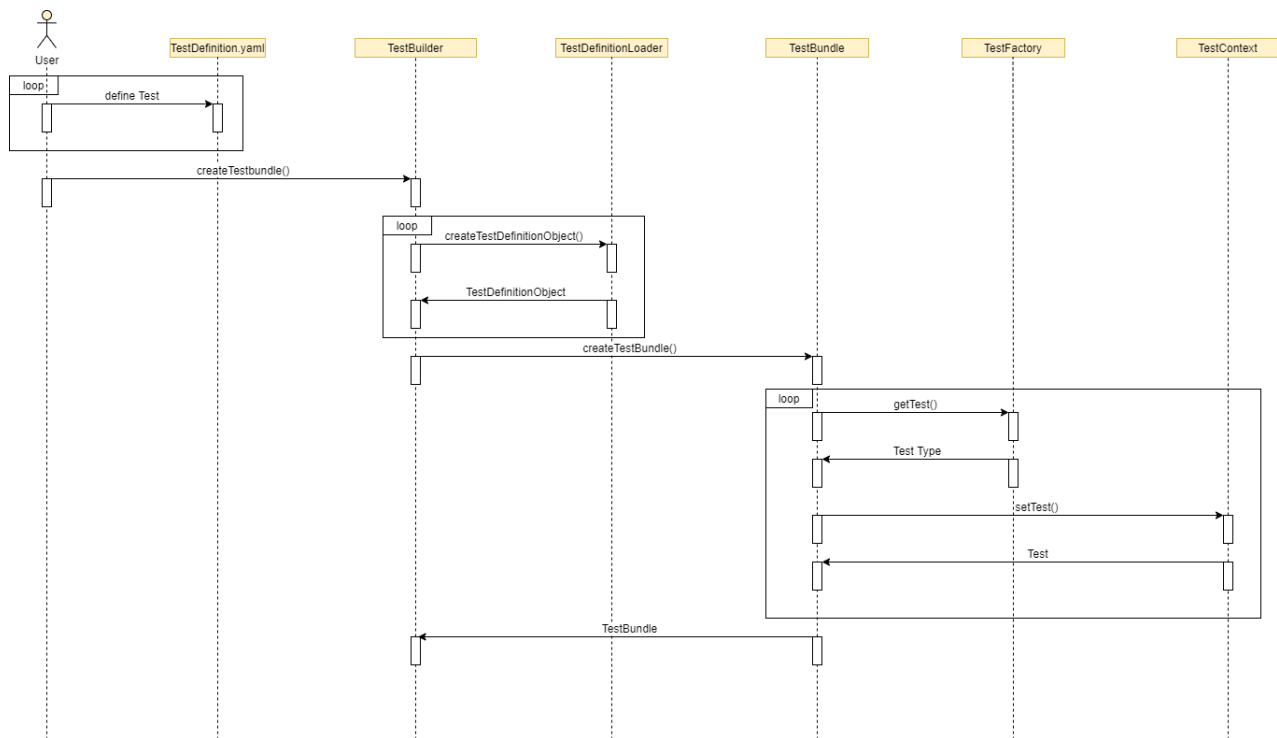 User
TestDefinition.yaml
TestBuilder
TestDefinitionLoader
TestBundle
TestFactory
TestContext
loop
define Test
createTestbundle()
loop
createTestDefinitionObject()
TestDefinitionObject
createTestBundle()
loop
getTest()
Test Type
setTest()
Test
TestBundle